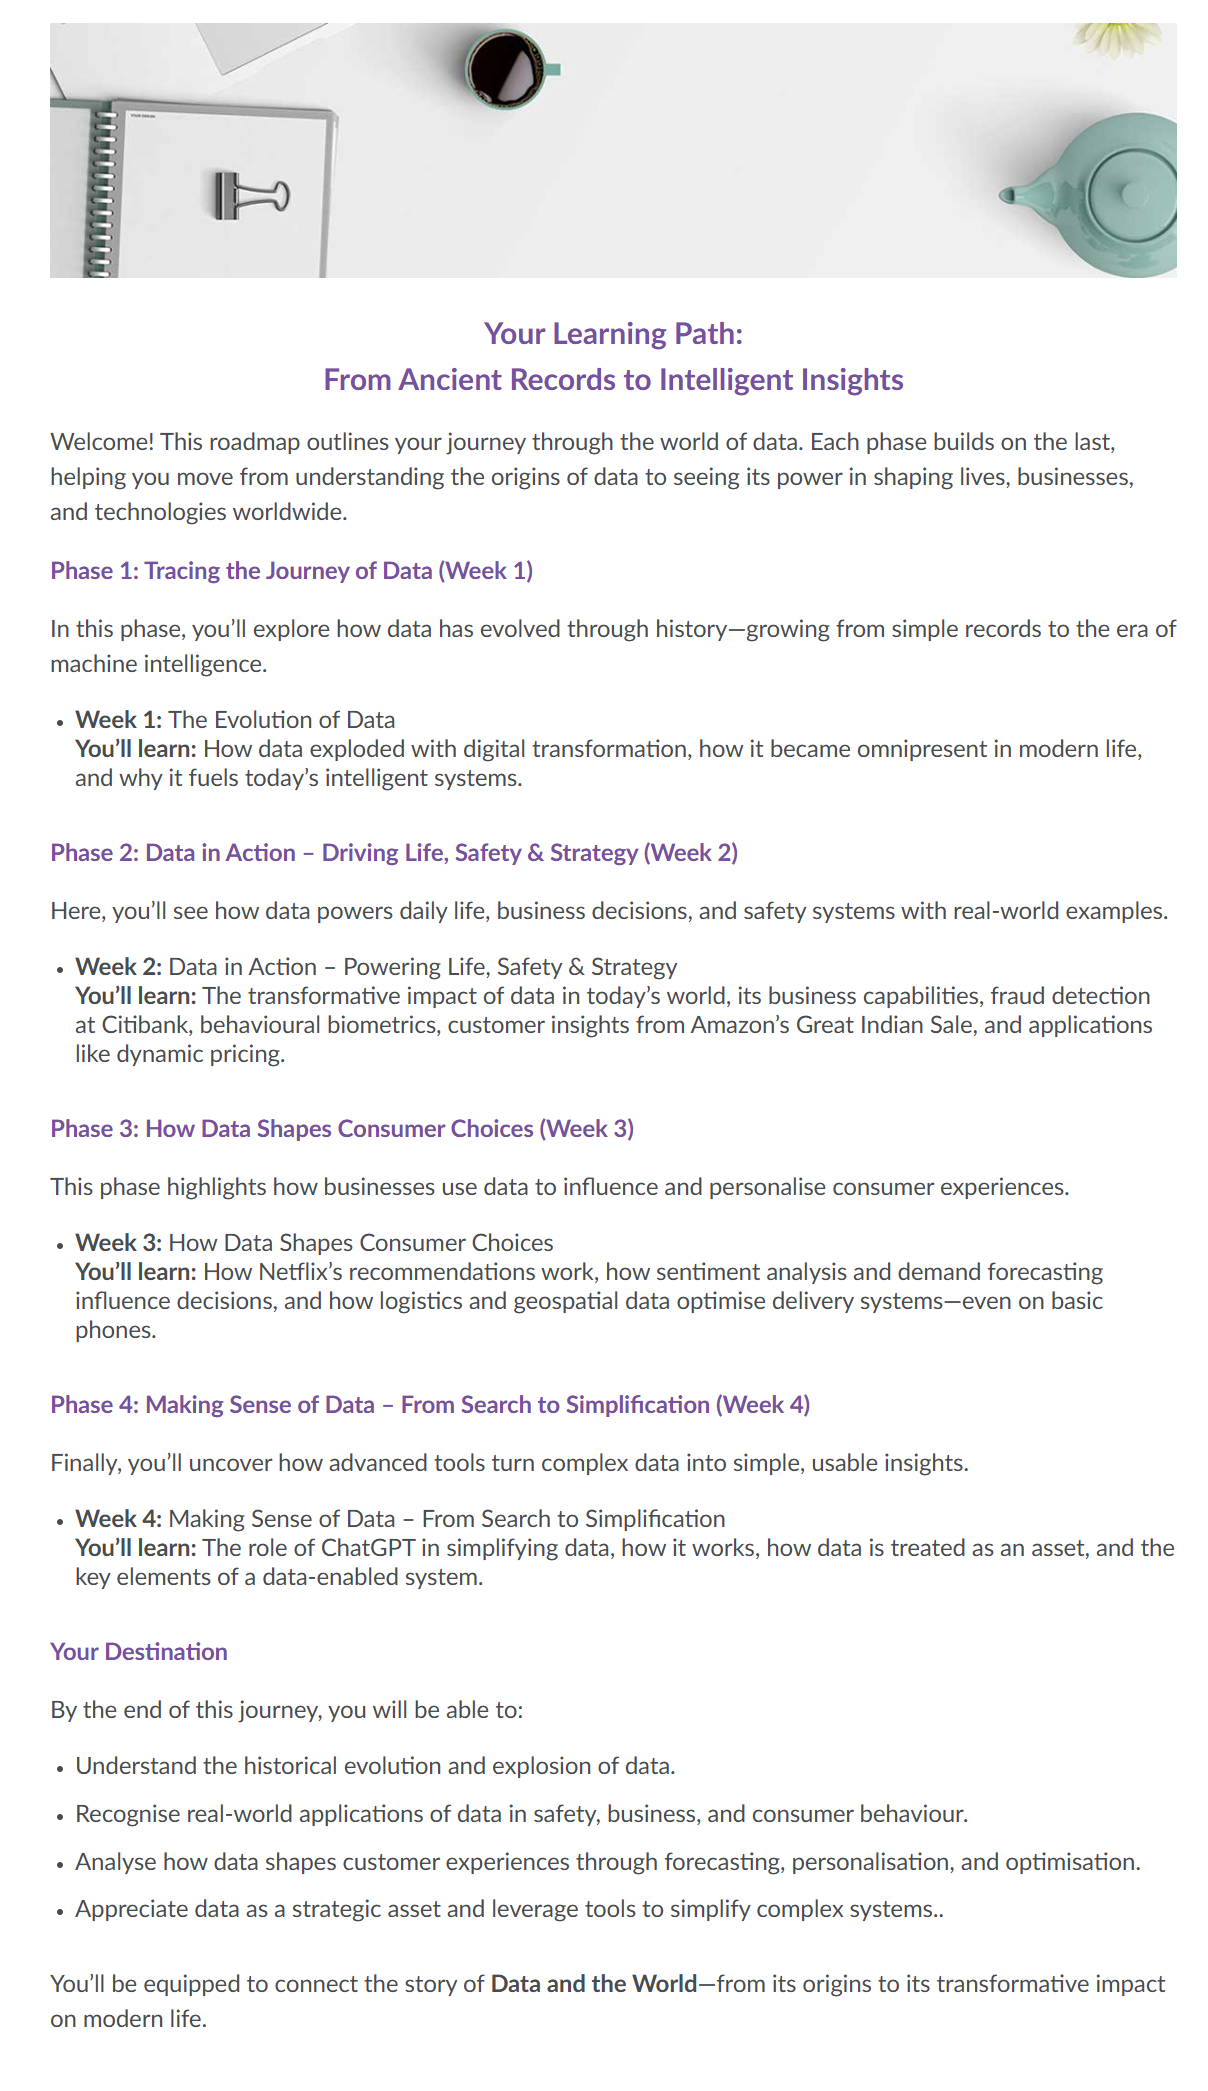 YOUR DESIGN
Your Learning Path:
From Ancient Records to Intelligent Insights
Welcome! This roadmap outlines your journey through the world of data. Each phase builds on the last,
helping you move from understanding the origins of data to seeing its power in shaping lives, businesses,
and technologies worldwide.
Phase 1: Tracing the Journey of Data (Week 1)
In this phase, you’ll explore how data has evolved through history—growing from simple records to the era of
machine intelligence.
• Week 1: The Evolution of Data
You’ll learn: How data exploded with digital transformation, how it became omnipresent in modern life,
and why it fuels today’s intelligent systems.
Phase 2: Data in Action – Driving Life, Safety & Strategy (Week 2)
Here, you’ll see how data powers daily life, business decisions, and safety systems with real-world examples.
• Week 2: Data in Action – Powering Life, Safety & Strategy
You’ll learn: The transformative impact of data in today’s world, its business capabilities, fraud detection
at Citibank, behavioural biometrics, customer insights from Amazon’s Great Indian Sale, and applications
like dynamic pricing.
Phase 3: How Data Shapes Consumer Choices (Week 3)
This phase highlights how businesses use data to influence and personalise consumer experiences.
• Week 3: How Data Shapes Consumer Choices
You’ll learn: How Netflix’s recommendations work, how sentiment analysis and demand forecasting
influence decisions, and how logistics and geospatial data optimise delivery systems—even on basic
phones.
Phase 4: Making Sense of Data – From Search to Simplification (Week 4)
Finally, you’ll uncover how advanced tools turn complex data into simple, usable insights.
• Week 4: Making Sense of Data – From Search to Simplification
You’ll learn: The role of ChatGPT in simplifying data, how it works, how data is treated as an asset, and the
key elements of a data-enabled system.
Your Destination
By the end of this journey, you will be able to:
• Understand the historical evolution and explosion of data.
• Recognise real-world applications of data in safety, business, and consumer behaviour.
• Analyse how data shapes customer experiences through forecasting, personalisation, and optimisation.
• Appreciate data as a strategic asset and leverage tools to simplify complex systems..
You’ll be equipped to connect the story of Data and the World—from its origins to its transformative impact
on modern life.